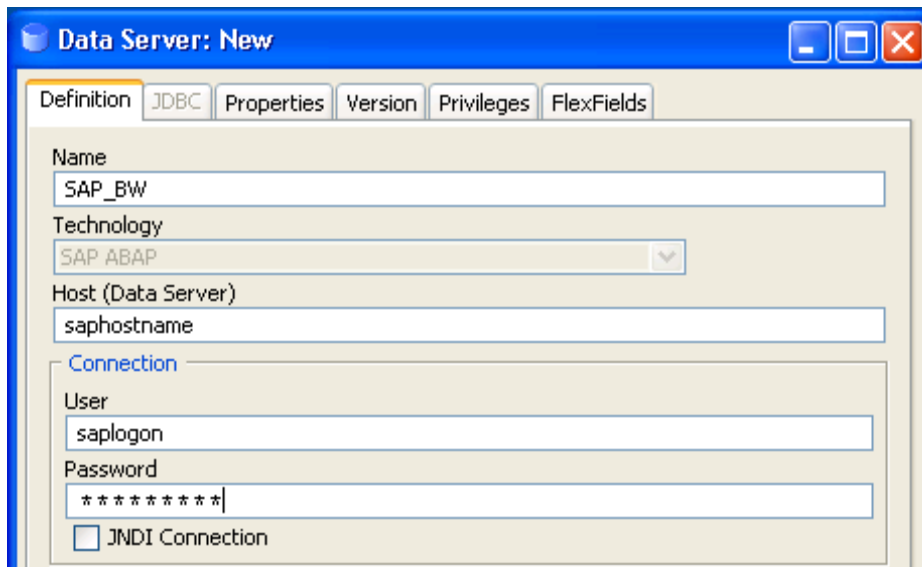 Data Server: New
Definition JDBC Properties Version Privileges FlexFields
Name
SAP_BW
Technology
SAP ABAP
Host (Data Server)
saphostname
Connection
User
saplogon
Password
*********
JNDI Connection